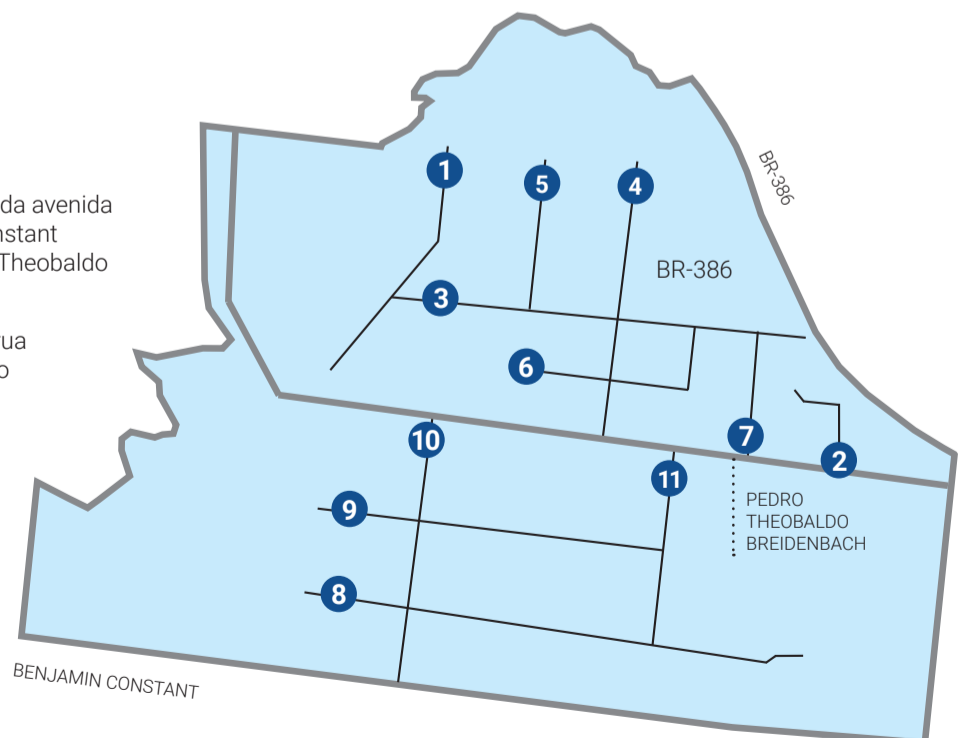 da avenida
nstant
Theobaldo
rua
o
BR-386
BR-386
1
5
4
3
6
7
2
10
11
9
8
PEDRO
THEOBALDO
BREIDENBACH
BENJAMIN CONSTANT